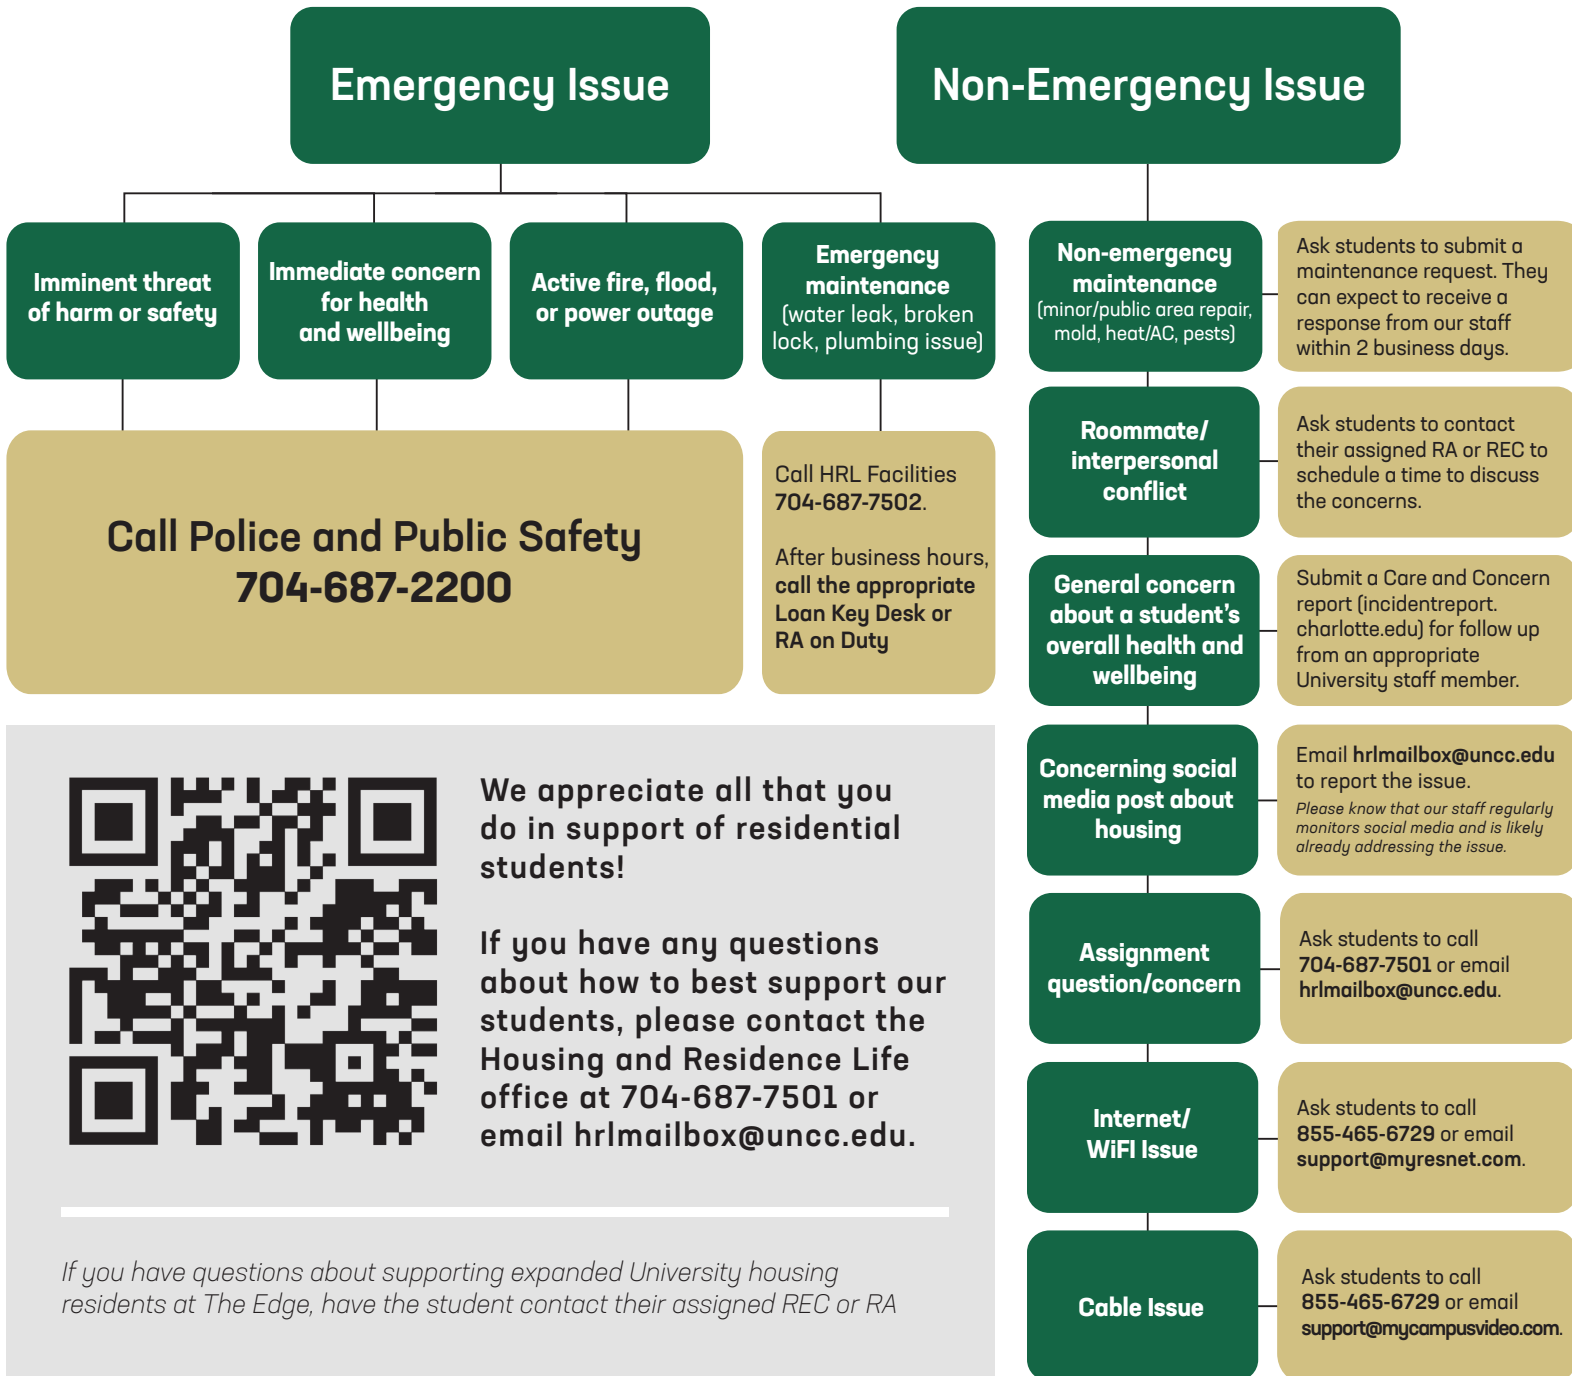 Emergency Issue
Non-Emergency Issue
Imminent threat
of harm or safety
Immediate concern
for health
and wellbeing
Active fire, flood,
or power outage
Emergency
maintenance
(water leak, broken
lock, plumbing issue)
Call Police and Public Safety
704-687-2200
Call HRL Facilities
704-687-7502.
After business hours,
call the appropriate
Loan Key Desk or
RA on Duty
Non-emergency
maintenance
(minor/public area repair,
mold, heat/AC, pests)
Ask students to submit a
maintenance request. They
can expect to receive a
response from our staff
within 2 business days.
Roommate/
interpersonal
conflict
Ask students to contact
their assigned RA or REC to
schedule a time to discuss
the concerns.
General concern
about a student's
overall health and
wellbeing
Submit a Care and Concern
report (incidentreport.
charlotte.edu) for follow up
from an appropriate
University staff member.
Concerning social
media post about
housing
Email hrlmailbox@uncc.edu
to report the issue.
Please know that our staff regularly
monitors social media and is likely
already addressing the issue.
Assignment
question/concern
Ask students to call
704-687-7501 or email
hrlmailbox@uncc.edu.
Internet/
WiFI Issue
Ask students to call
855-465-6729 or email
support@myresnet.com.
Cable Issue
Ask students to call
855-465-6729 or email
support@mycampusvideo.com.
We appreciate all that you
do in support of residential
students!
If you have any questions
about how to best support our
students, please contact the
Housing and Residence Life
office at 704-687-7501 or
email hrlmailbox@uncc.edu.
If you have questions about supporting expanded University housing
residents at The Edge, have the student contact their assigned REC or RA